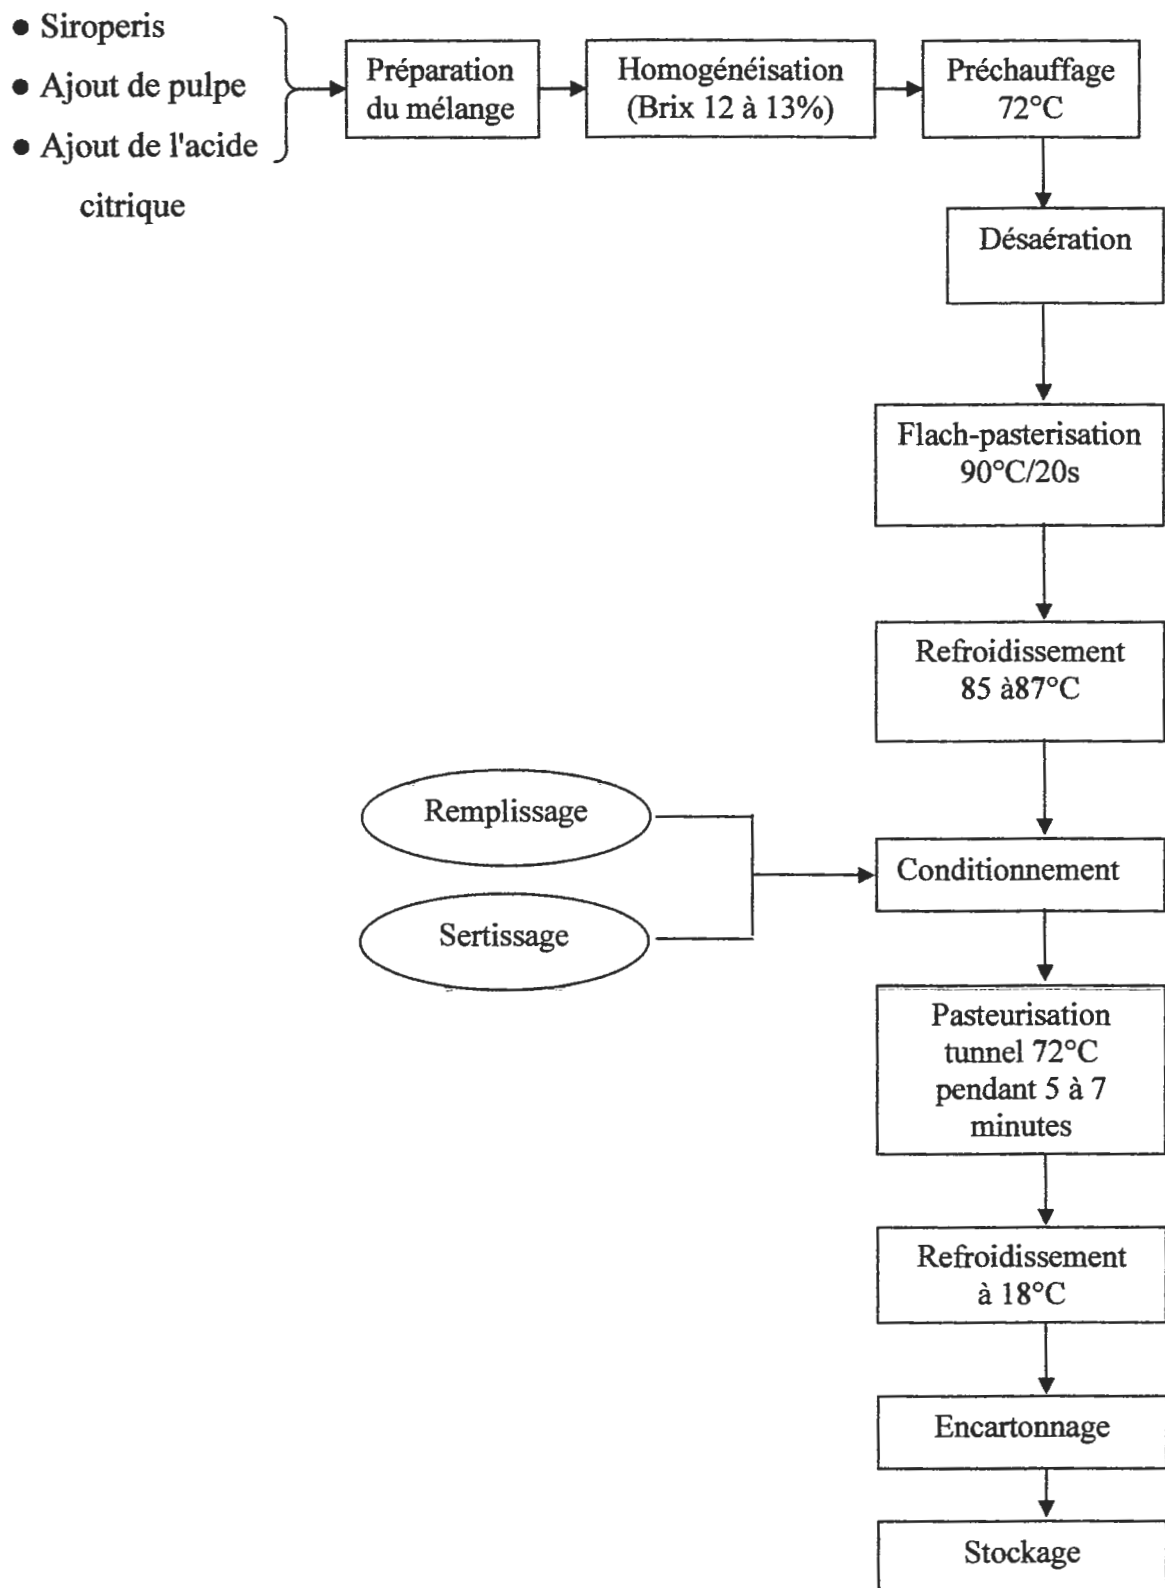 ● Siroperis
● Ajout de pulpe
● Ajout de l'acide
citrique
Préparation
du mélange
Homogénéisation
(Brix 12 à 13%)
Préchauffage
72°C
Désaération
Flach-pasterisation
90°C/20s
Refroidissement
85 à87°C
Remplissage
Sertissage
Conditionnement
Pasteurisation
tunnel 72°C
pendant 5 à 7
minutes
Refroidissement
à 18°C
Encartonnage
Stockage